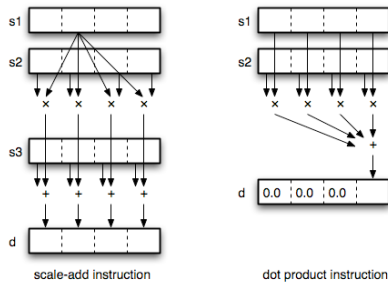 s1
s2
× × × ×
s3
+ + + +
d
scale-add instruction
s1
s2
× × × ×
+
d 0.0 0.0 0.0
dot product instruction